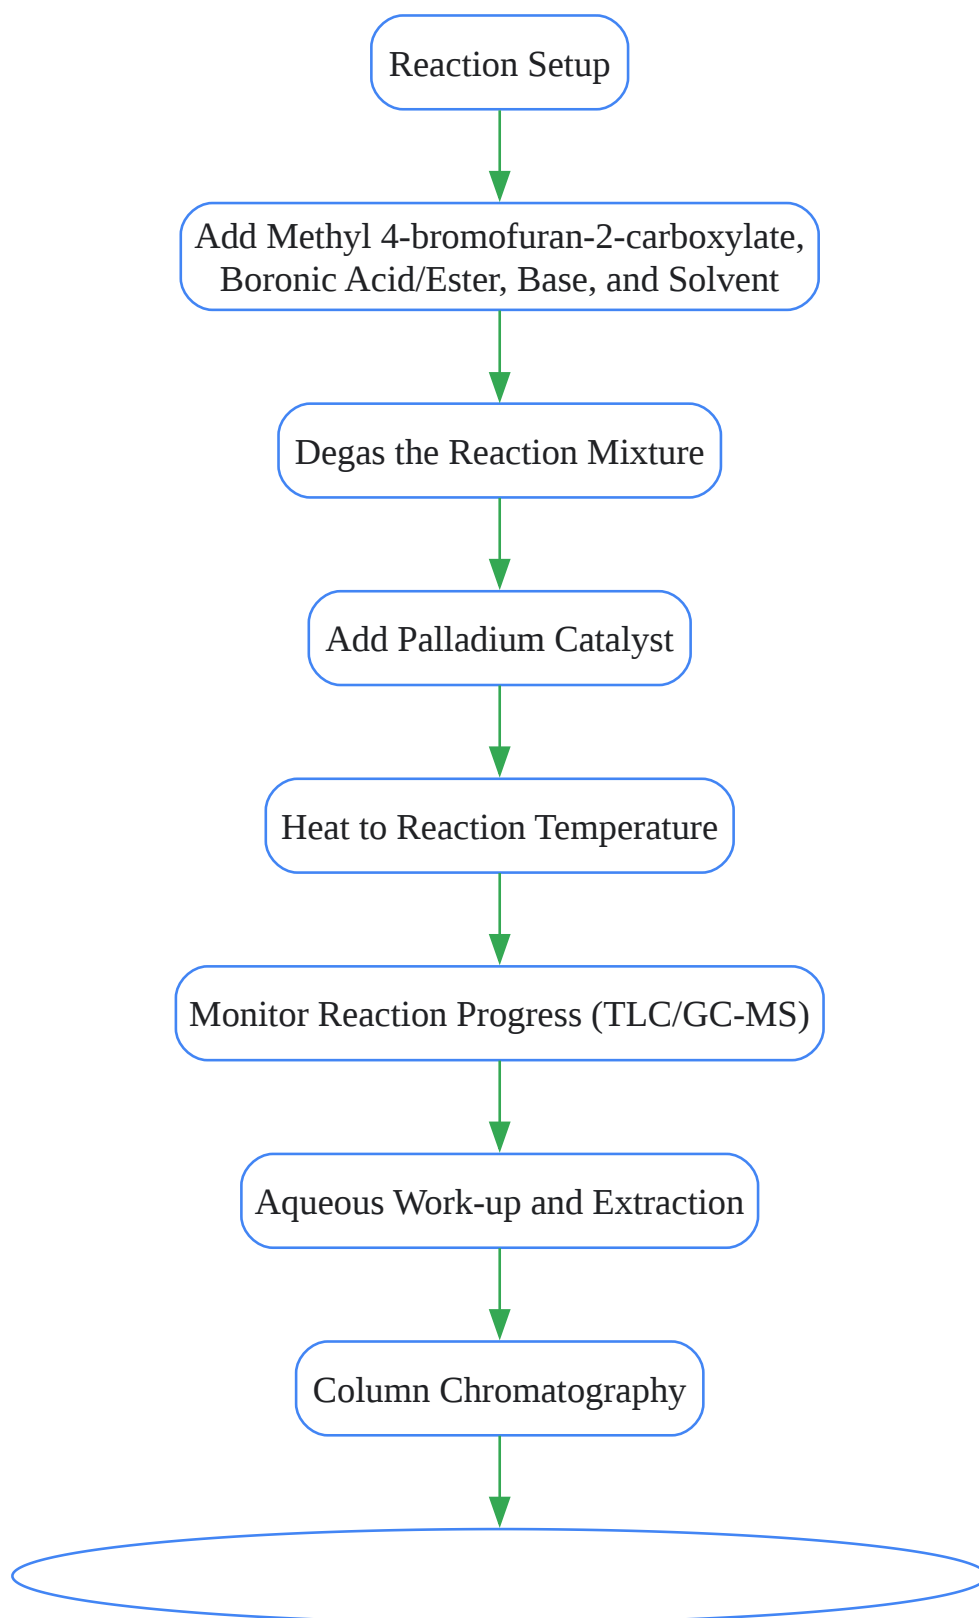 Reaction Setup
Add Methyl 4-bromofuran-2-carboxylate,
Boronic Acid/Ester, Base, and Solvent
Degas the Reaction Mixture
Add Palladium Catalyst
Heat to Reaction Temperature
Monitor Reaction Progress (TLC/GC-MS)
Aqueous Work-up and Extraction
Column Chromatography